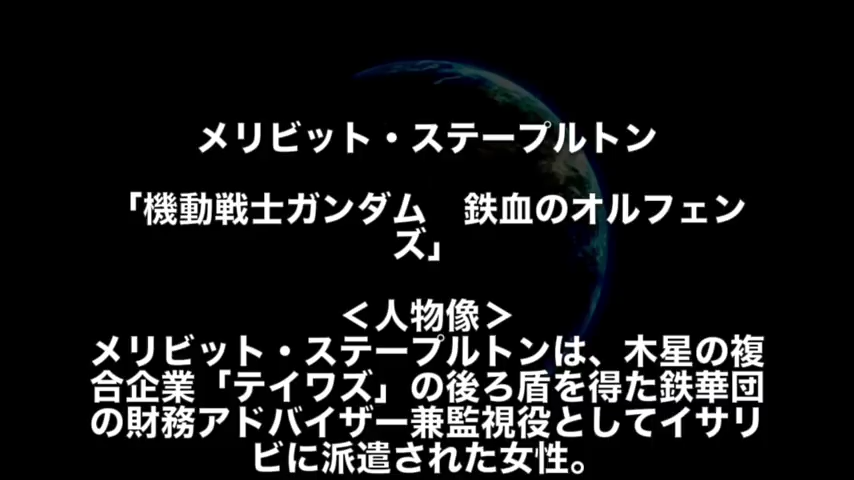 メリビット・ステープルトン
「機動戦士ガンダム　鉄血のオルフェン
ズ」
＜人物像＞
メリビット・ステープルトンは、木星の複
合企業「テイワズ」の後ろ盾を得た鉄華団
の財務アドバイザー兼監視役としてイサリ
ビに派遣された女性。